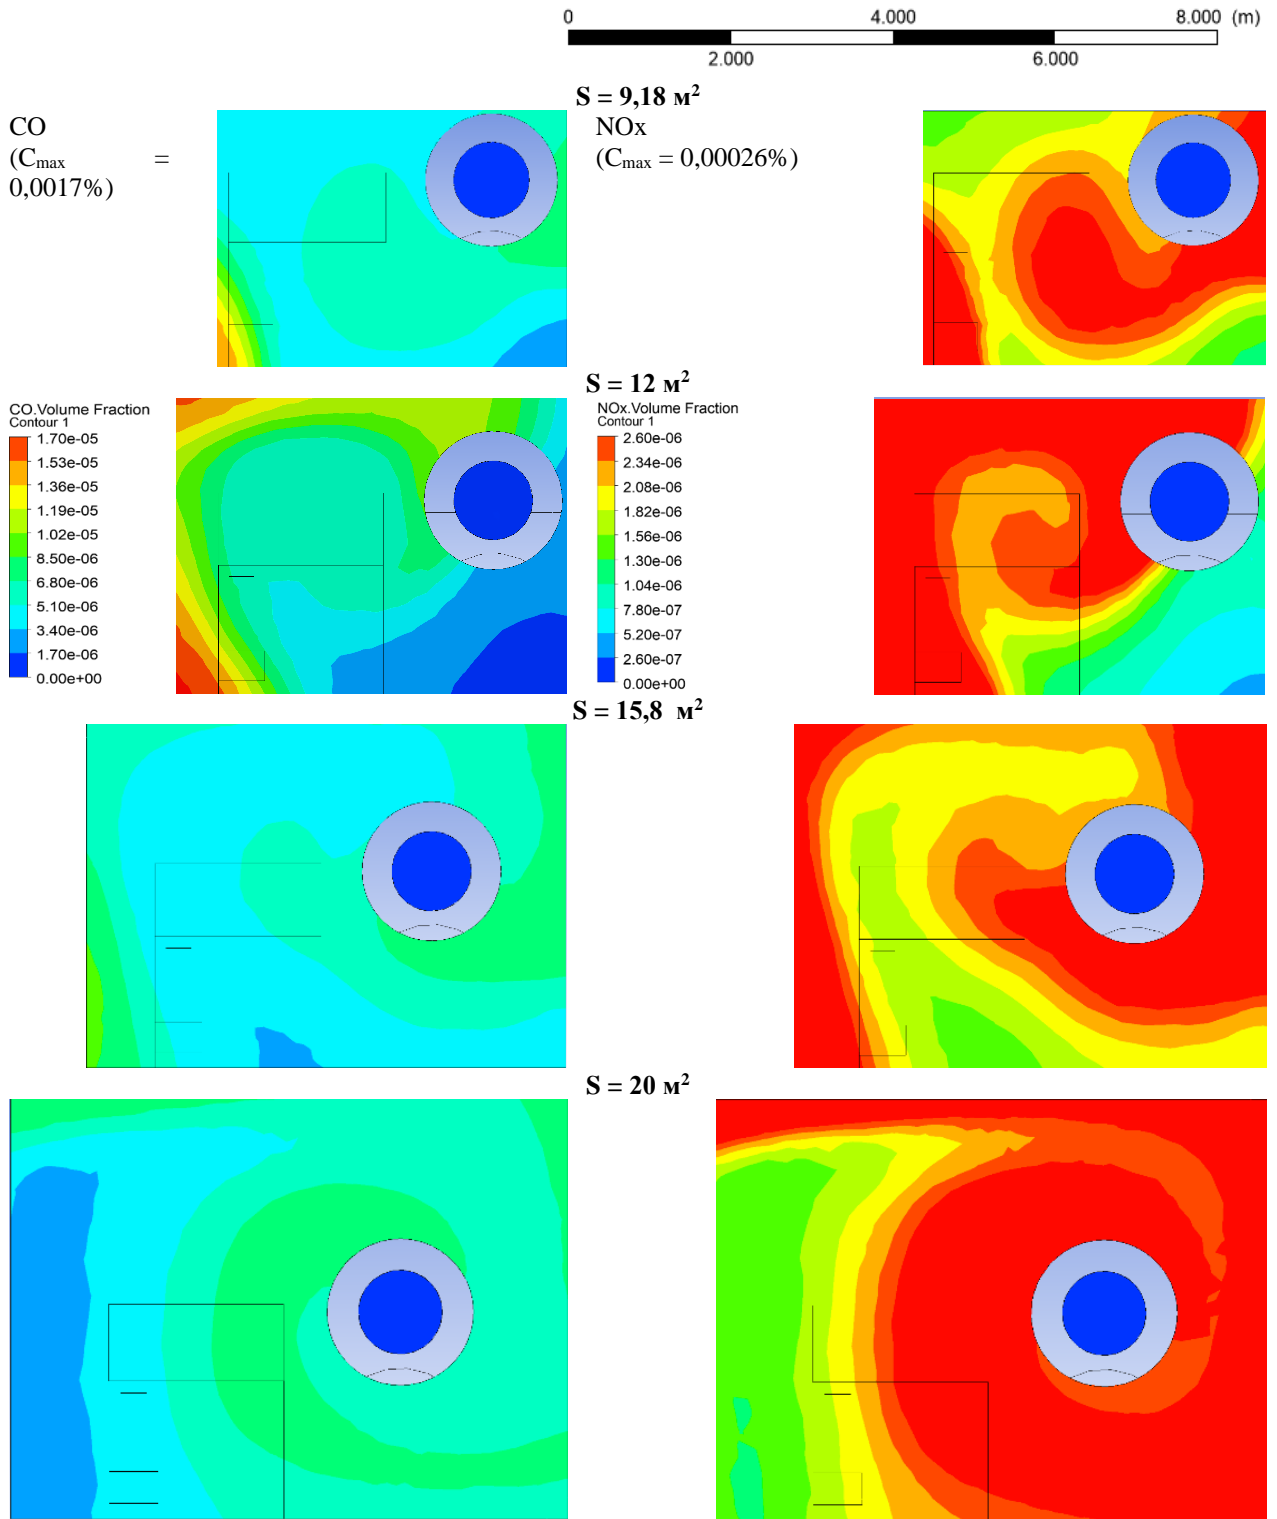 0 4.000 8.000 (m)
2.000 6.000
S = 9,18 м²
CO
(Cmax =
0,0017%)
NOx
(Cmax = 0,00026%)
S = 12 м²
CO.Volume Fraction
Contour 1
1.70e-05
1.53e-05
1.36e-05
1.19e-05
1.02e-05
8.50e-06
6.80e-06
5.10e-06
3.40e-06
1.70e-06
0.00e+00
NOx.Volume Fraction
Contour 1
2.60e-06
2.34e-06
2.08e-06
1.82e-06
1.56e-06
1.30e-06
1.04e-06
7.80e-07
5.20e-07
2.60e-07
0.00e+00
S = 15,8 м²
S = 20 м²